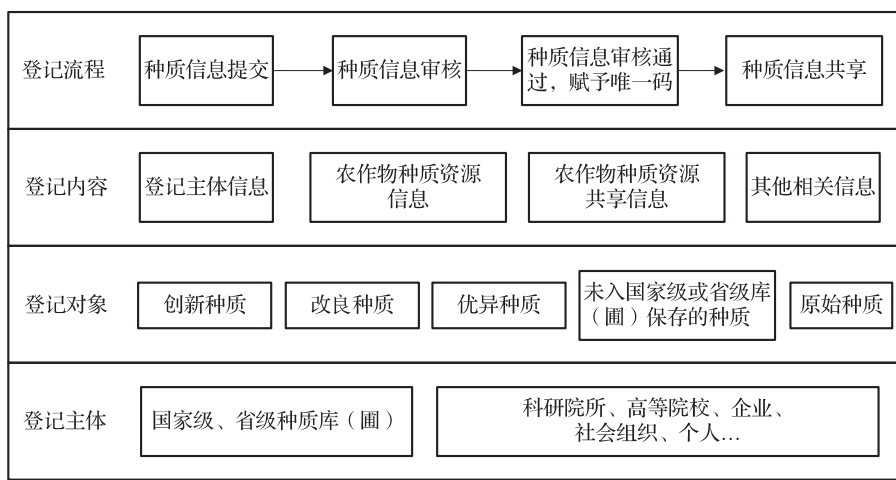 登记流程
种质信息提交
种质信息审核
种质信息审核通
过，赋予唯一码
种质信息共享
登记内容
登记主体信息
农作物种质资源
信息
农作物种质资源
共享信息
其他相关信息
登记对象
创新种质
改良种质
优异种质
未入国家级或省级库
（圃）保存的种质
原始种质
登记主体
国家级、省级种质库（圃）
科研院所、高等院校、企业、
社会组织、个人…